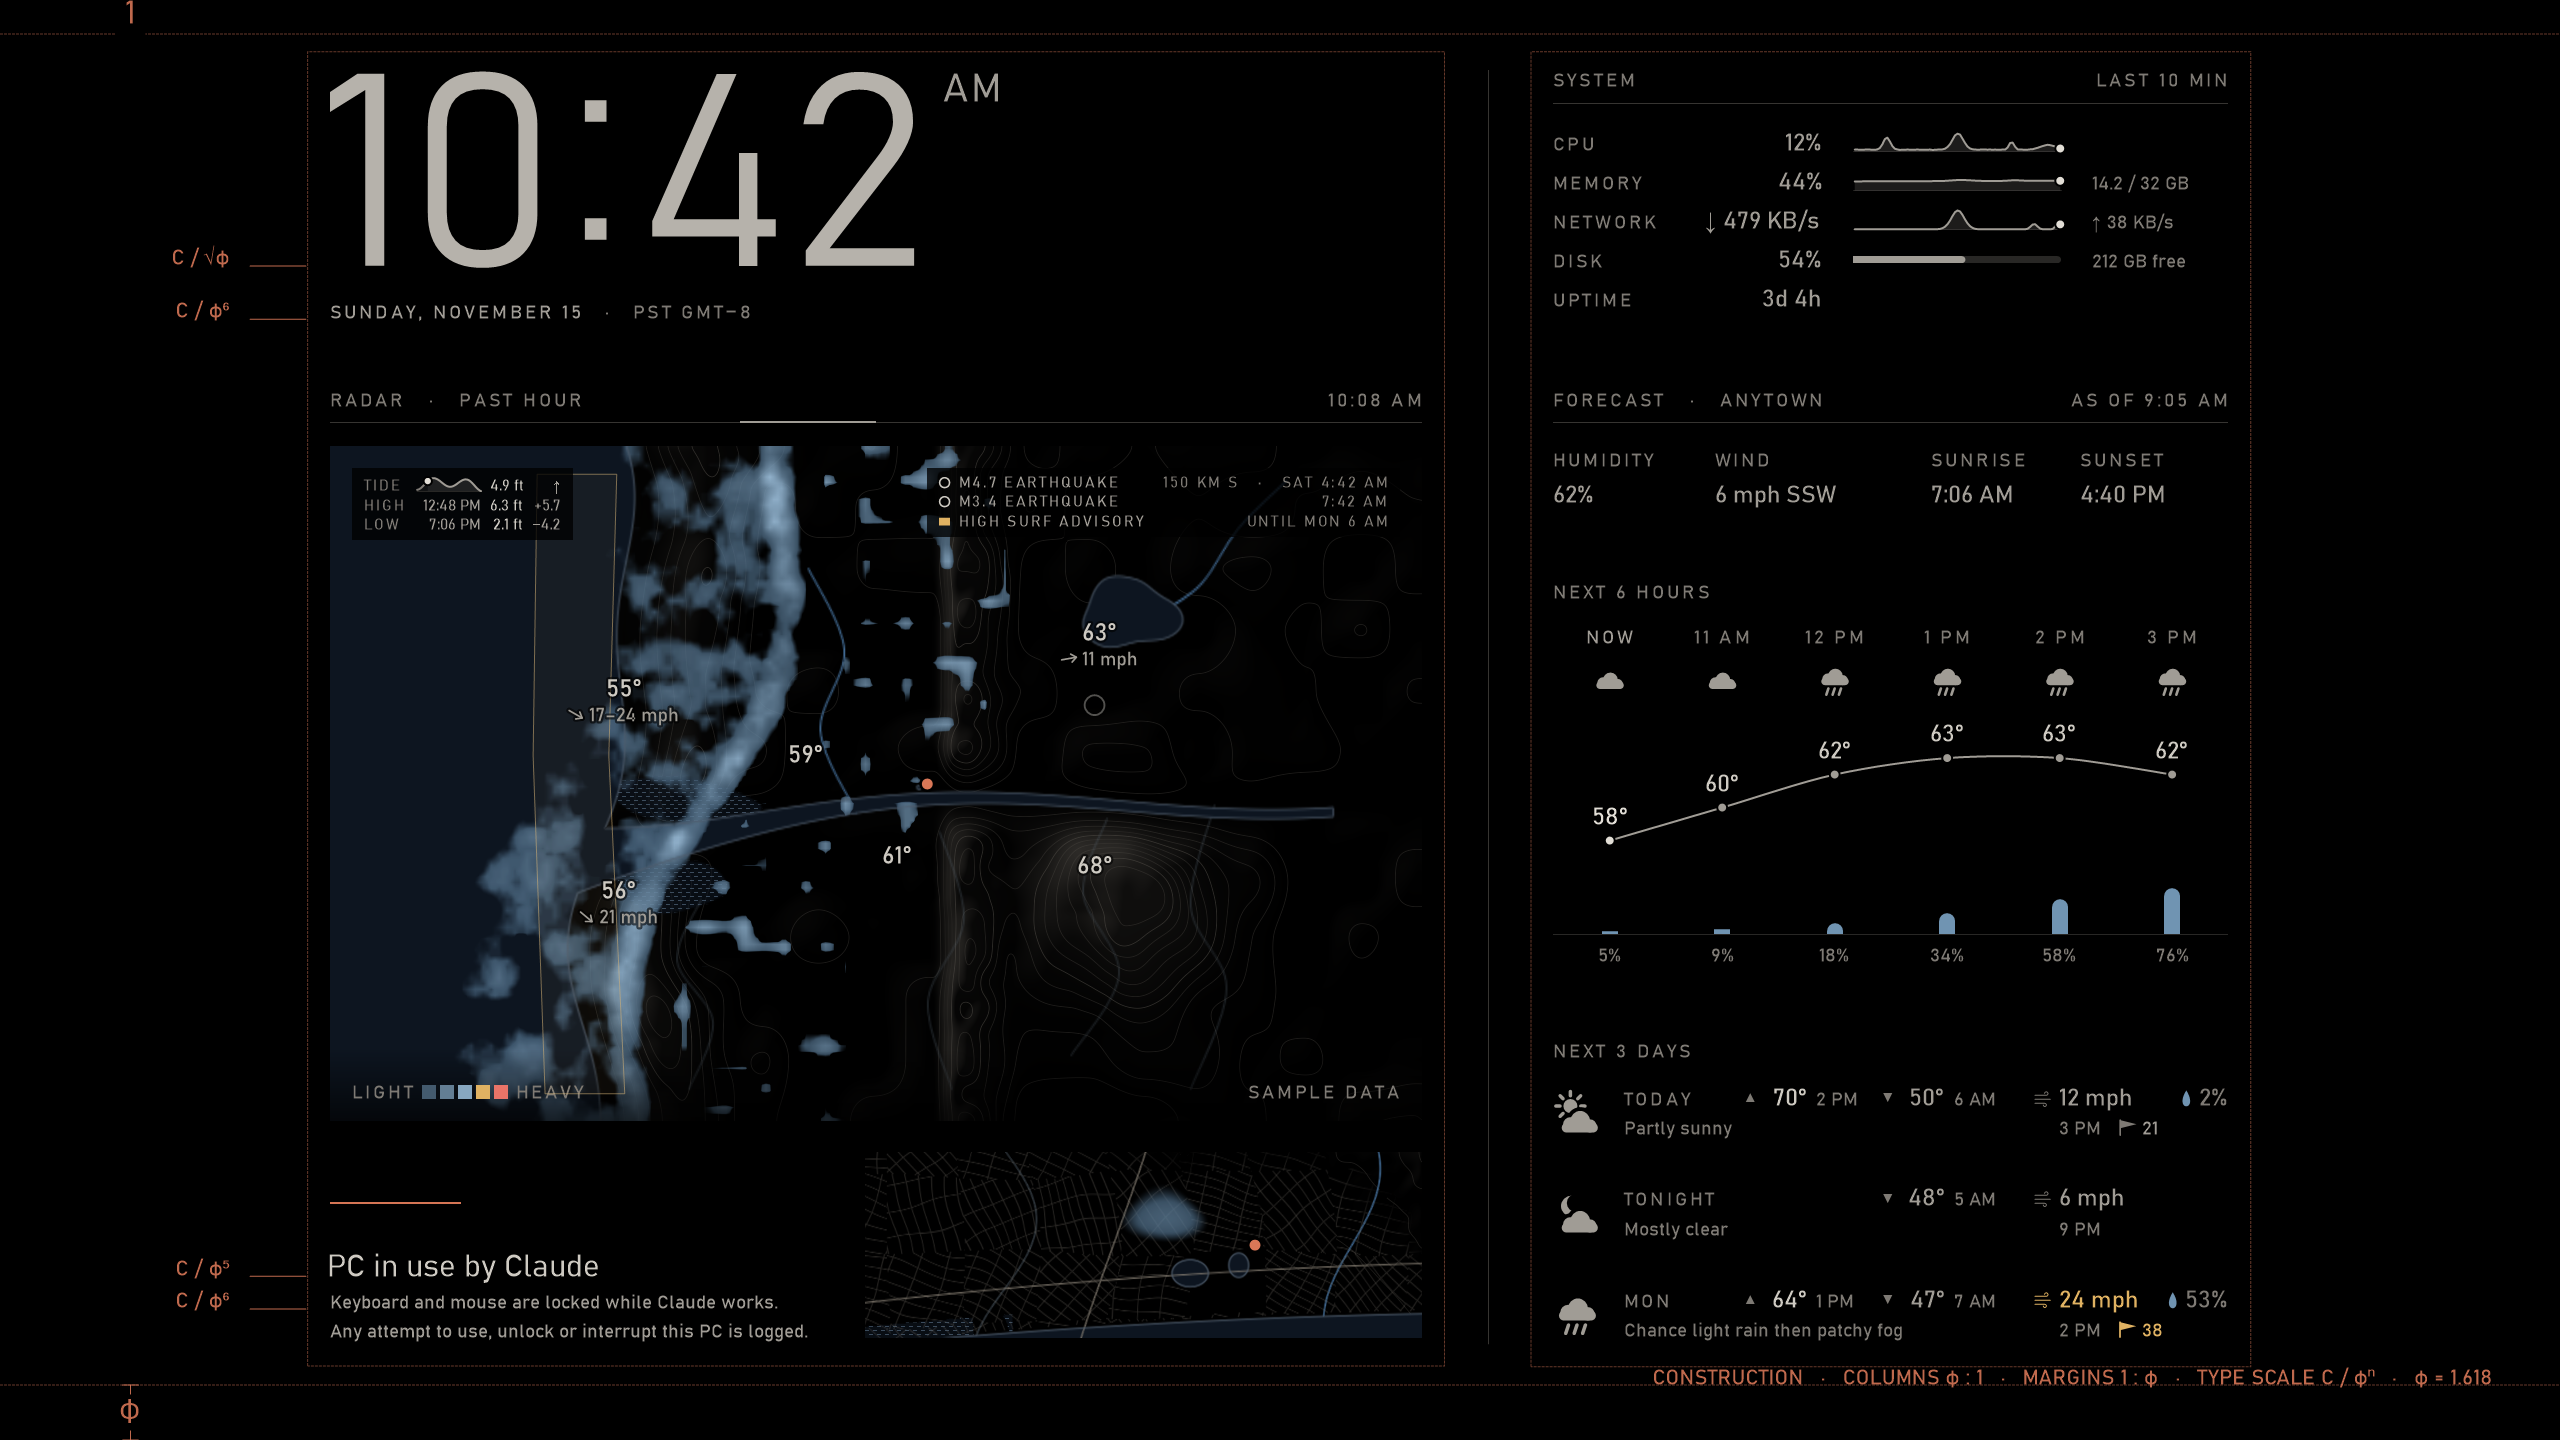 1
10:42 AM
C / √ϕ
C / ϕ⁶
SUNDAY, NOVEMBER 15 · PST GMT−8
RADAR · PAST HOUR 10:08 AM
TIDE 4.9 ft ↑
HIGH 12:48 PM 6.3 ft +5.7
LOW 7:06 PM 2.1 ft −4.2
M4.7 EARTHQUAKE 150 KM S · SAT 4:42 AM
M3.4 EARTHQUAKE 7:42 AM
HIGH SURF ADVISORY UNTIL MON 6 AM
63°
→ 11 mph
55°
↘ 17–24 mph
59°
61°
68°
56°
↘ 21 mph
LIGHT HEAVY
SAMPLE DATA
C / ϕ⁵
C / ϕ⁶
PC in use by Claude
Keyboard and mouse are locked while Claude works.
Any attempt to use, unlock or interrupt this PC is logged.
SYSTEM LAST 10 MIN
CPU 12%
MEMORY 44% 14.2 / 32 GB
NETWORK ↓ 479 KB/s ↑ 38 KB/s
DISK 54% 212 GB free
UPTIME 3d 4h
FORECAST · ANYTOWN AS OF 9:05 AM
HUMIDITY WIND SUNRISE SUNSET
62% 6 mph SSW 7:06 AM 4:40 PM
NEXT 6 HOURS
NOW 11 AM 12 PM 1 PM 2 PM 3 PM
58° 60° 62° 63° 63° 62°
5% 9% 18% 34% 58% 76%
NEXT 3 DAYS
TODAY ▲ 70° 2 PM ▼ 50° 6 AM 12 mph 2%
Partly sunny 3 PM 21
TONIGHT ▼ 48° 5 AM 6 mph
Mostly clear 9 PM
MON ▲ 64° 1 PM ▼ 47° 7 AM 24 mph 53%
Chance light rain then patchy fog 2 PM 38
CONSTRUCTION · COLUMNS ϕ : 1 · MARGINS 1 : ϕ · TYPE SCALE C / ϕⁿ · ϕ = 1.618
ϕ